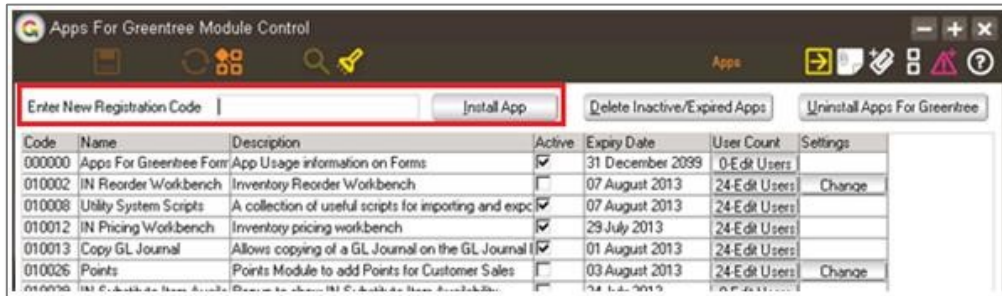 Apps For Greentree Module Control
Apps
Enter New Registration Code Install App Delete Inactive/Expired Apps Uninstall Apps For Greentree
Code Name Description Active Expiry Date User Count Settings
000000 Apps For Greentree Form App Usage information on Forms 31 December 2099 0-Edit Users
010002 IN Reorder Workbench Inventory Reorder Workbench 07 August 2013 24-Edit Users Change
010008 Utility System Scripts A collection of useful scripts for importing and expo 07 August 2013 24-Edit Users
010012 IN Pricing Workbench Inventory pricing workbench 29 July 2013 24-Edit Users
010013 Copy GL Journal Allows copying of a GL Journal on the GL Journal 01 August 2013 24-Edit Users
010026 Points Points Module to add Points for Customer Sales 03 August 2013 24-Edit Users Change